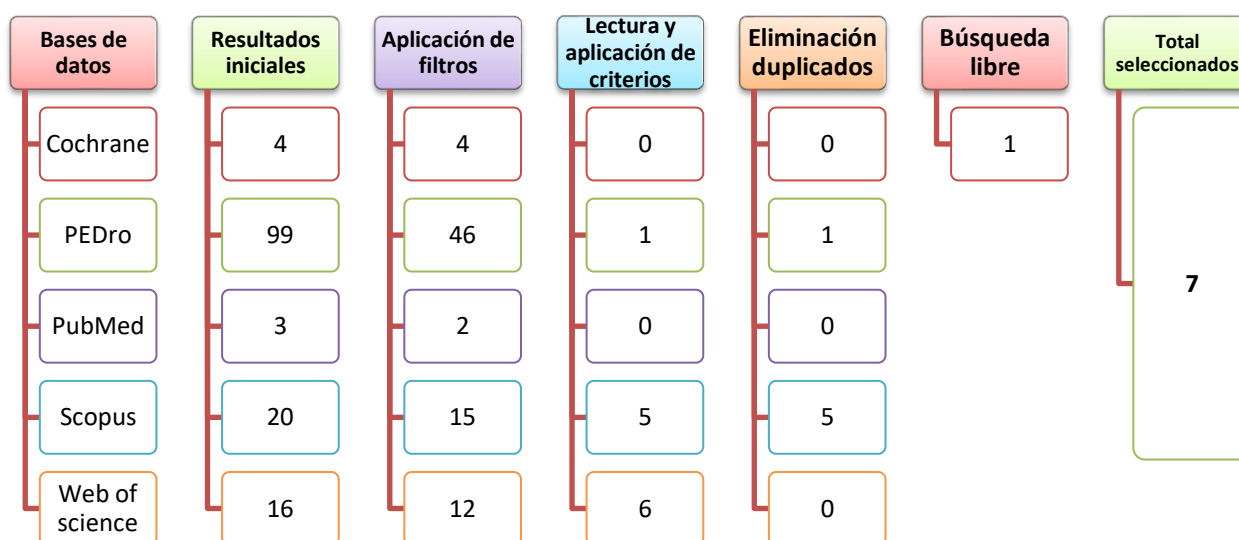 Bases de
datos
Cochrane
PEDro
PubMed
Scopus
Web of
science
Resultados
iniciales
4
99
3
20
16
Aplicación de
filtros
4
46
2
15
12
Lectura y
aplicación de
criterios
0
1
0
5
6
Eliminación
duplicados
0
1
0
5
0
Búsqueda
libre
1
Total
seleccionados
7